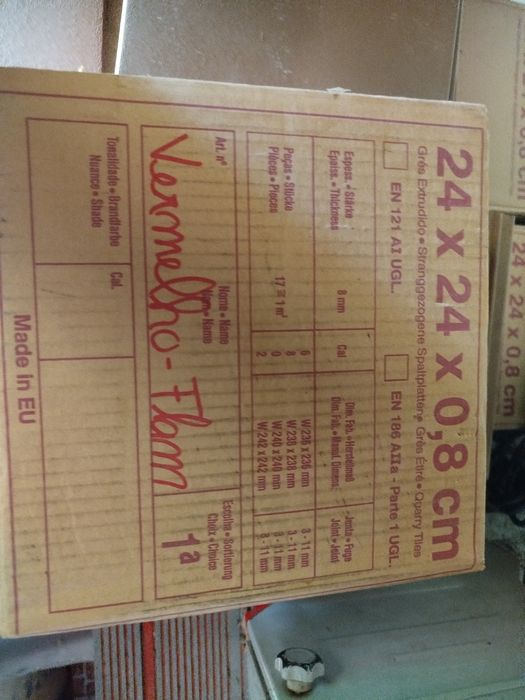 24 x 24 x 0,8 cm
Grés Extrudido • Stranggezogene Spaltplatten • Grès Étiré • Quarry Tiles
EN 121 AI UGL.
EN 186 AIIa - Parte 1 UGL.
Espess. • Stärke
Epaiss. • Thickness
8 mm
Cal
Dim. Fab. • Herstellmaß
Dim. Fab. • Manuf. Dimens.
Junta • Fuge
Joint • Joint
Peças • Stücke
Pièces • Pieces
17 ≅ 1 m²
6 W 236 x 236 mm 3 - 11 mm
8 W 238 x 238 mm 3 - 11 mm
0 W 240 x 240 mm 3 - 11 mm
2 W 242 x 242 mm 3 - 11 mm
Art. nº
Nome • Name
Nom • Name
Escolha • Sortierung
Choix • Choice
Vermelho - Flam
1ª
Tonalidade • Brandfarbe
Nuance • Shade
Cal.
Made in EU
24 x 24 x 0,8 cm